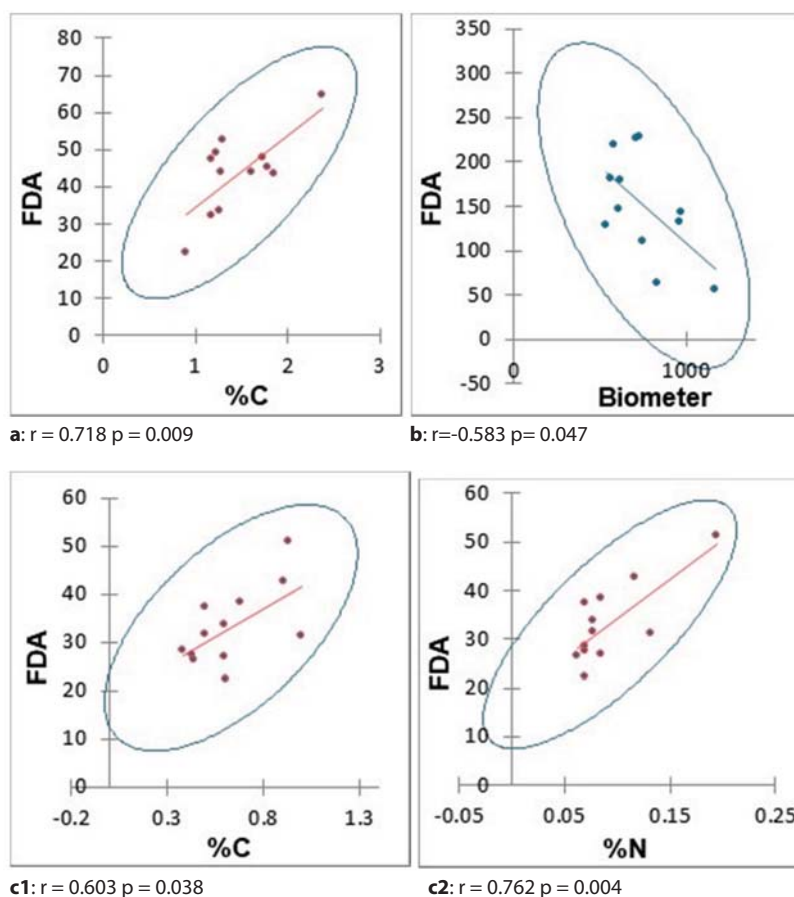 80
70
60
50
40
30
20
10
0
0 1 2 3
FDA
%C
a: r = 0.718 p = 0.009
350
300
250
200
150
100
50
0
-50
0 1000
FDA
Biometer
b: r=-0.583 p= 0.047
60
50
40
30
20
10
0
-0.2 0.3 0.8 1.3
FDA
%C
c1: r = 0.603 p = 0.038
60
50
40
30
20
10
0
-0.05 0.05 0.15 0.25
FDA
%N
c2: r = 0.762 p = 0.004